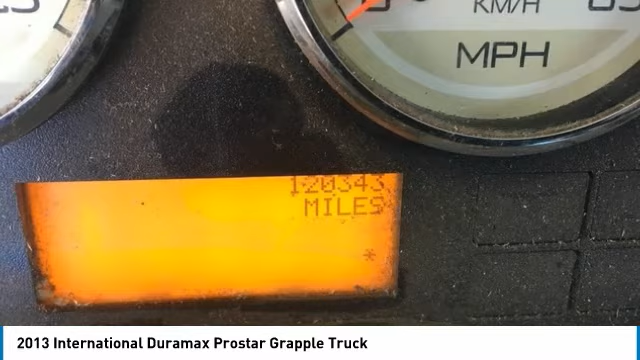 KM/H
MPH
120343
MILES
*
2013 International Duramax Prostar Grapple Truck